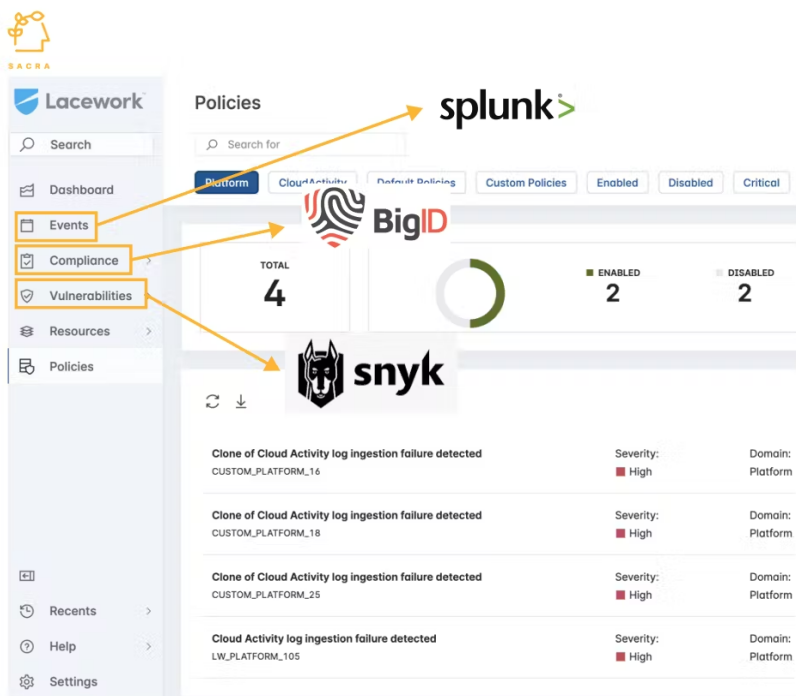 SACRA
Lacework
Search
Dashboard
Events
Compliance
Vulnerabilities
Resources
Policies
Recents
Help
Settings
Policies
splunk>
Search for
Platform
CloudActivity
Default Policies
Custom Policies
Enabled
Disabled
Critical
BigID
TOTAL
4
ENABLED
2
DISABLED
2
snyk
Clone of Cloud Activity log ingestion failure detected
CUSTOM_PLATFORM_16
Severity:
High
Domain:
Platform
Clone of Cloud Activity log ingestion failure detected
CUSTOM_PLATFORM_18
Severity:
High
Domain:
Platform
Clone of Cloud Activity log ingestion failure detected
CUSTOM_PLATFORM_25
Severity:
High
Domain:
Platform
Cloud Activity log ingestion failure detected
LW_PLATFORM_105
Severity:
High
Domain:
Platform